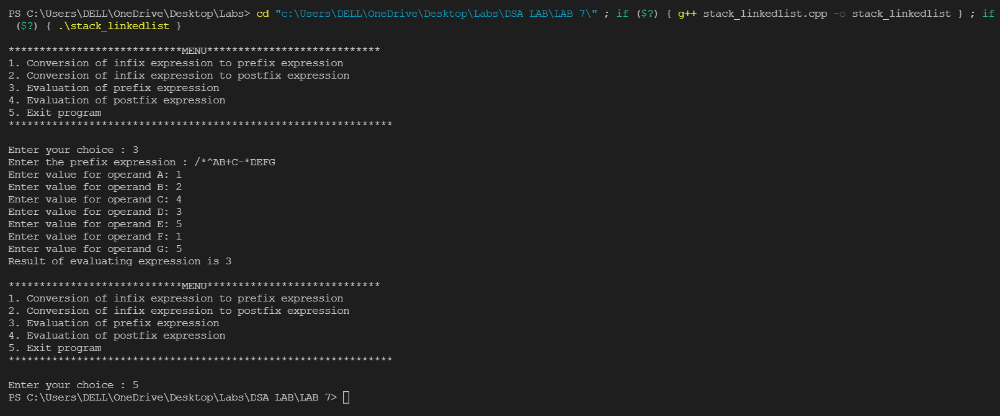 PS C:\Users\DELL\OneDrive\Desktop\Labs> cd "c:\Users\DELL\OneDrive\Desktop\Labs\DSA LAB\LAB 7\" ; if ($?) { g++ stack_linkedlist.cpp -o stack_linkedlist } ; if
($?) { .\stack_linkedlist }
****************************MENU****************************
1. Conversion of infix expression to prefix expression
2. Conversion of infix expression to postfix expression
3. Evaluation of prefix expression
4. Evaluation of postfix expression
5. Exit program
**************************************************************
Enter your choice : 3
Enter the prefix expression : /*^AB+C-*DEFG
Enter value for operand A: 1
Enter value for operand B: 2
Enter value for operand C: 4
Enter value for operand D: 3
Enter value for operand E: 5
Enter value for operand F: 1
Enter value for operand G: 5
Result of evaluating expression is 3
****************************MENU****************************
1. Conversion of infix expression to prefix expression
2. Conversion of infix expression to postfix expression
3. Evaluation of prefix expression
4. Evaluation of postfix expression
5. Exit program
**************************************************************
Enter your choice : 5
PS C:\Users\DELL\OneDrive\Desktop\Labs\DSA LAB\LAB 7>